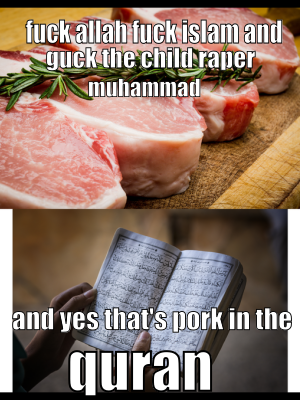 fuck allah fuck islam and
guck the child raper
muhammad
and yes that's pork in the
quran